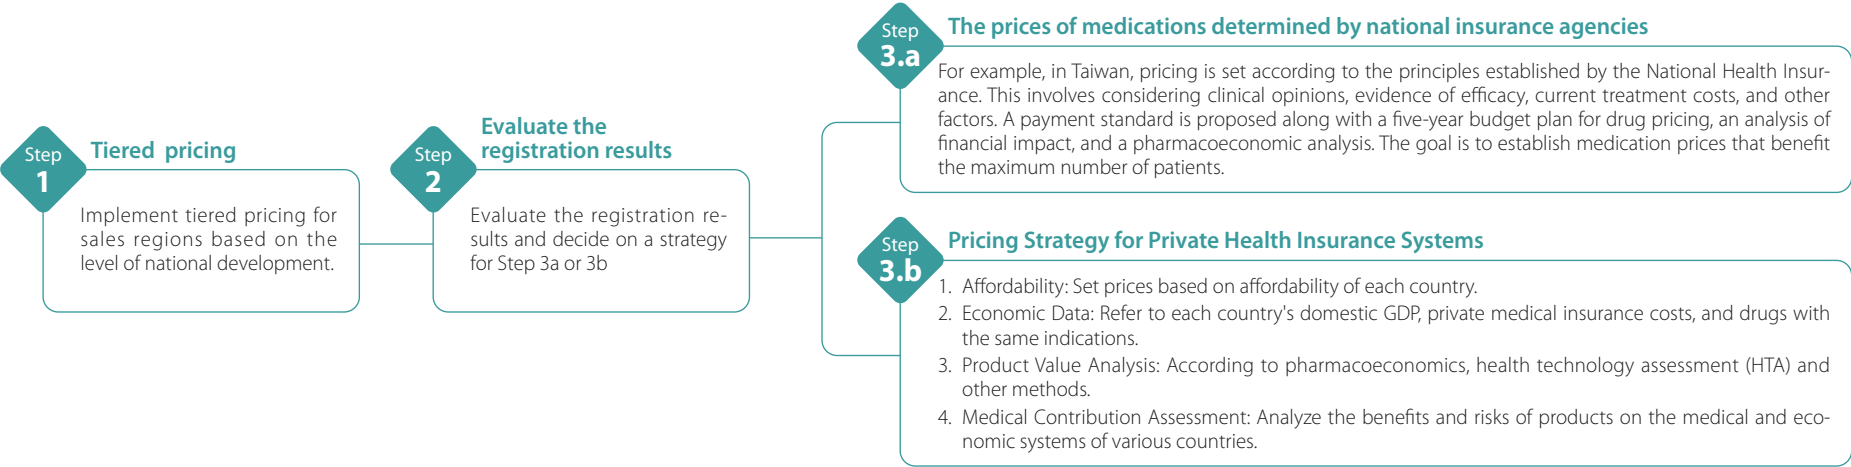 Step
1
Tiered pricing
Implement tiered pricing for
sales regions based on the
level of national development.
Step
2
Evaluate the
registration results
Evaluate the registration re-
sults and decide on a strategy
for Step 3a or 3b
Step
3.a
The prices of medications determined by national insurance agencies
For example, in Taiwan, pricing is set according to the principles established by the National Health Insur-
ance. This involves considering clinical opinions, evidence of efficacy, current treatment costs, and other
factors. A payment standard is proposed along with a five-year budget plan for drug pricing, an analysis of
financial impact, and a pharmacoeconomic analysis. The goal is to establish medication prices that benefit
the maximum number of patients.
Step
3.b
Pricing Strategy for Private Health Insurance Systems
1. Affordability: Set prices based on affordability of each country.
2. Economic Data: Refer to each country's domestic GDP, private medical insurance costs, and drugs with
the same indications.
3. Product Value Analysis: According to pharmacoeconomics, health technology assessment (HTA) and
other methods.
4. Medical Contribution Assessment: Analyze the benefits and risks of products on the medical and eco-
nomic systems of various countries.